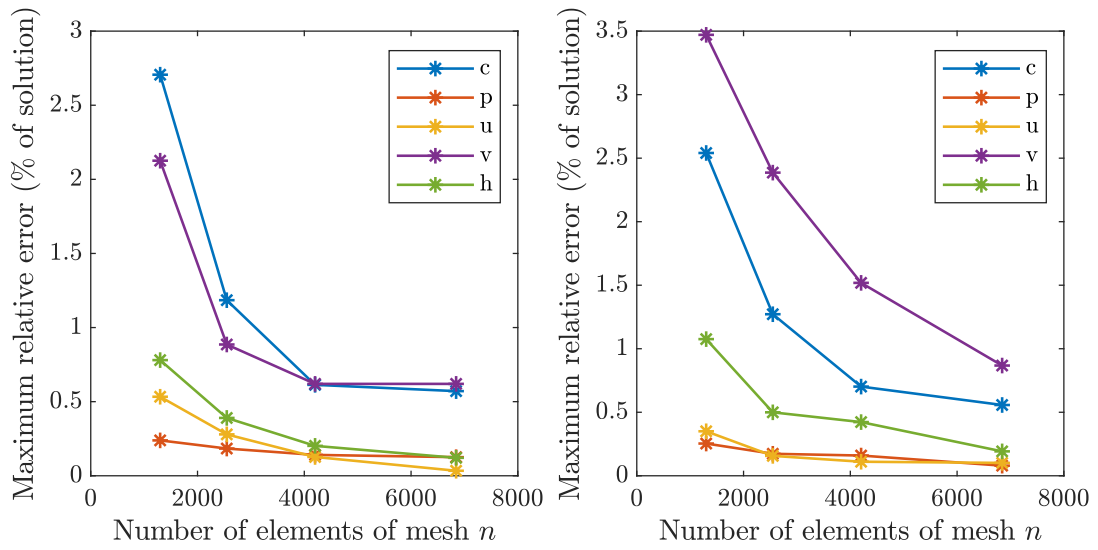 Maximum relative error (% of solution)
3
2.5
2
1.5
1
0.5
0
0 2000 4000 6000 8000
Number of elements of mesh n
c
p
u
v
h
Maximum relative error (% of solution)
3.5
3
2.5
2
1.5
1
0.5
0
0 2000 4000 6000 8000
Number of elements of mesh n
c
p
u
v
h